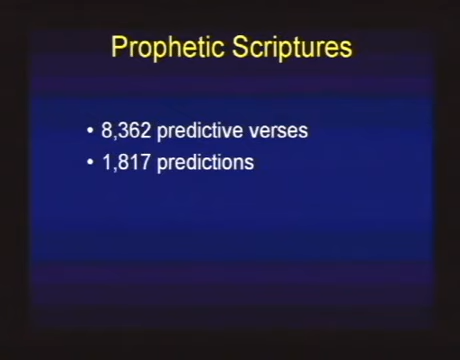 Prophetic Scriptures
• 8,362 predictive verses
• 1,817 predictions